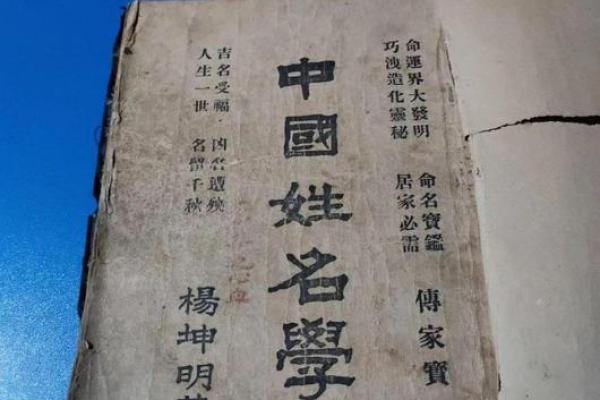 命運界大發明
巧洩造化靈秘
命名寶鑑
居家必需
傳家寶
中國姓名學
吉名受福·凶名遭殃
人生一世 名留千秋
楊坤明